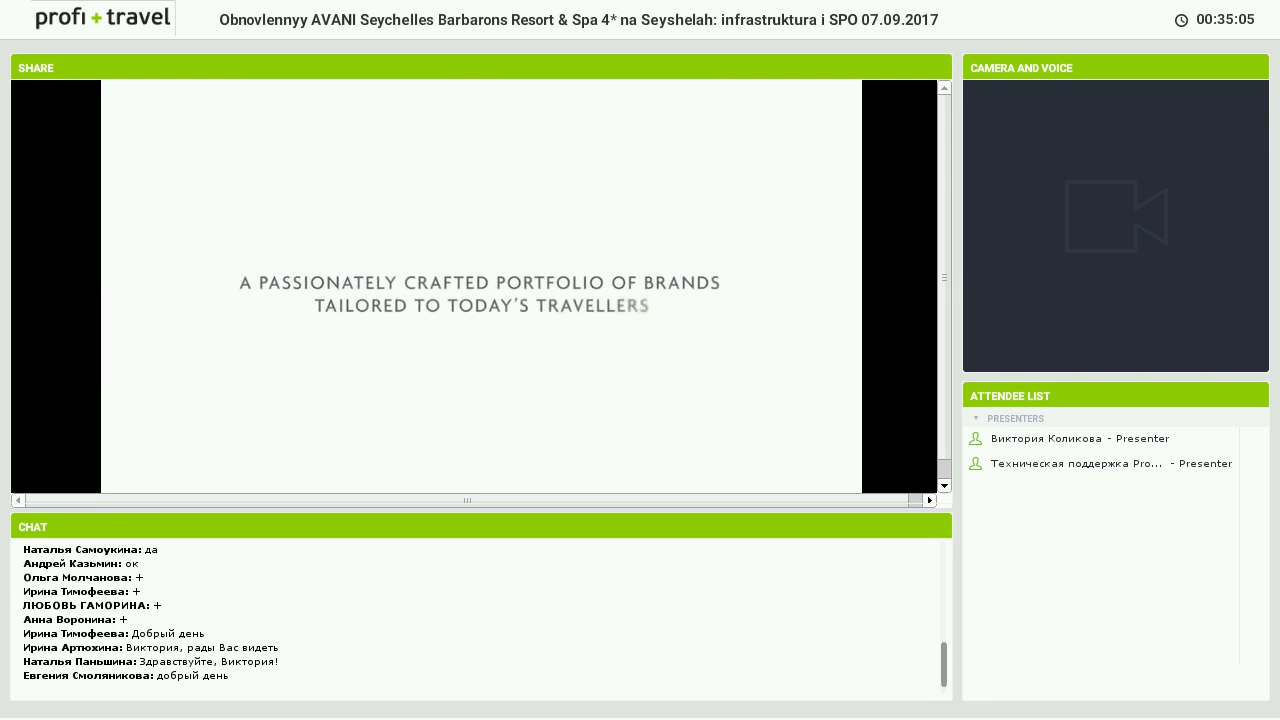 profi + travel
Obnovlennyy AVANI Seychelles Barbarons Resort & Spa 4* na Seyshelah: infrastruktura i SPO 07.09.2017
00:35:05
SHARE
A PASSIONATELY CRAFTED PORTFOLIO OF BRANDS
TAILORED TO TODAY'S TRAVELLERS
CHAT
Наталья Самоукина: да
Андрей Казьмин: ок
Ольга Молчанова: +
Ирина Тимофеева: +
ЛЮБОВЬ ГАМОРИНА: +
Анна Воронина: +
Ирина Тимофеева: Добрый день
Ирина Артюхина: Виктория, рады Вас видеть
Наталья Паньшина: Здравствуйте, Виктория!
Евгения Смоляникова: добрый день
CAMERA AND VOICE
ATTENDEE LIST
PRESENTERS
Виктория Коликова - Presenter
Техническая поддержка Pro... - Presenter